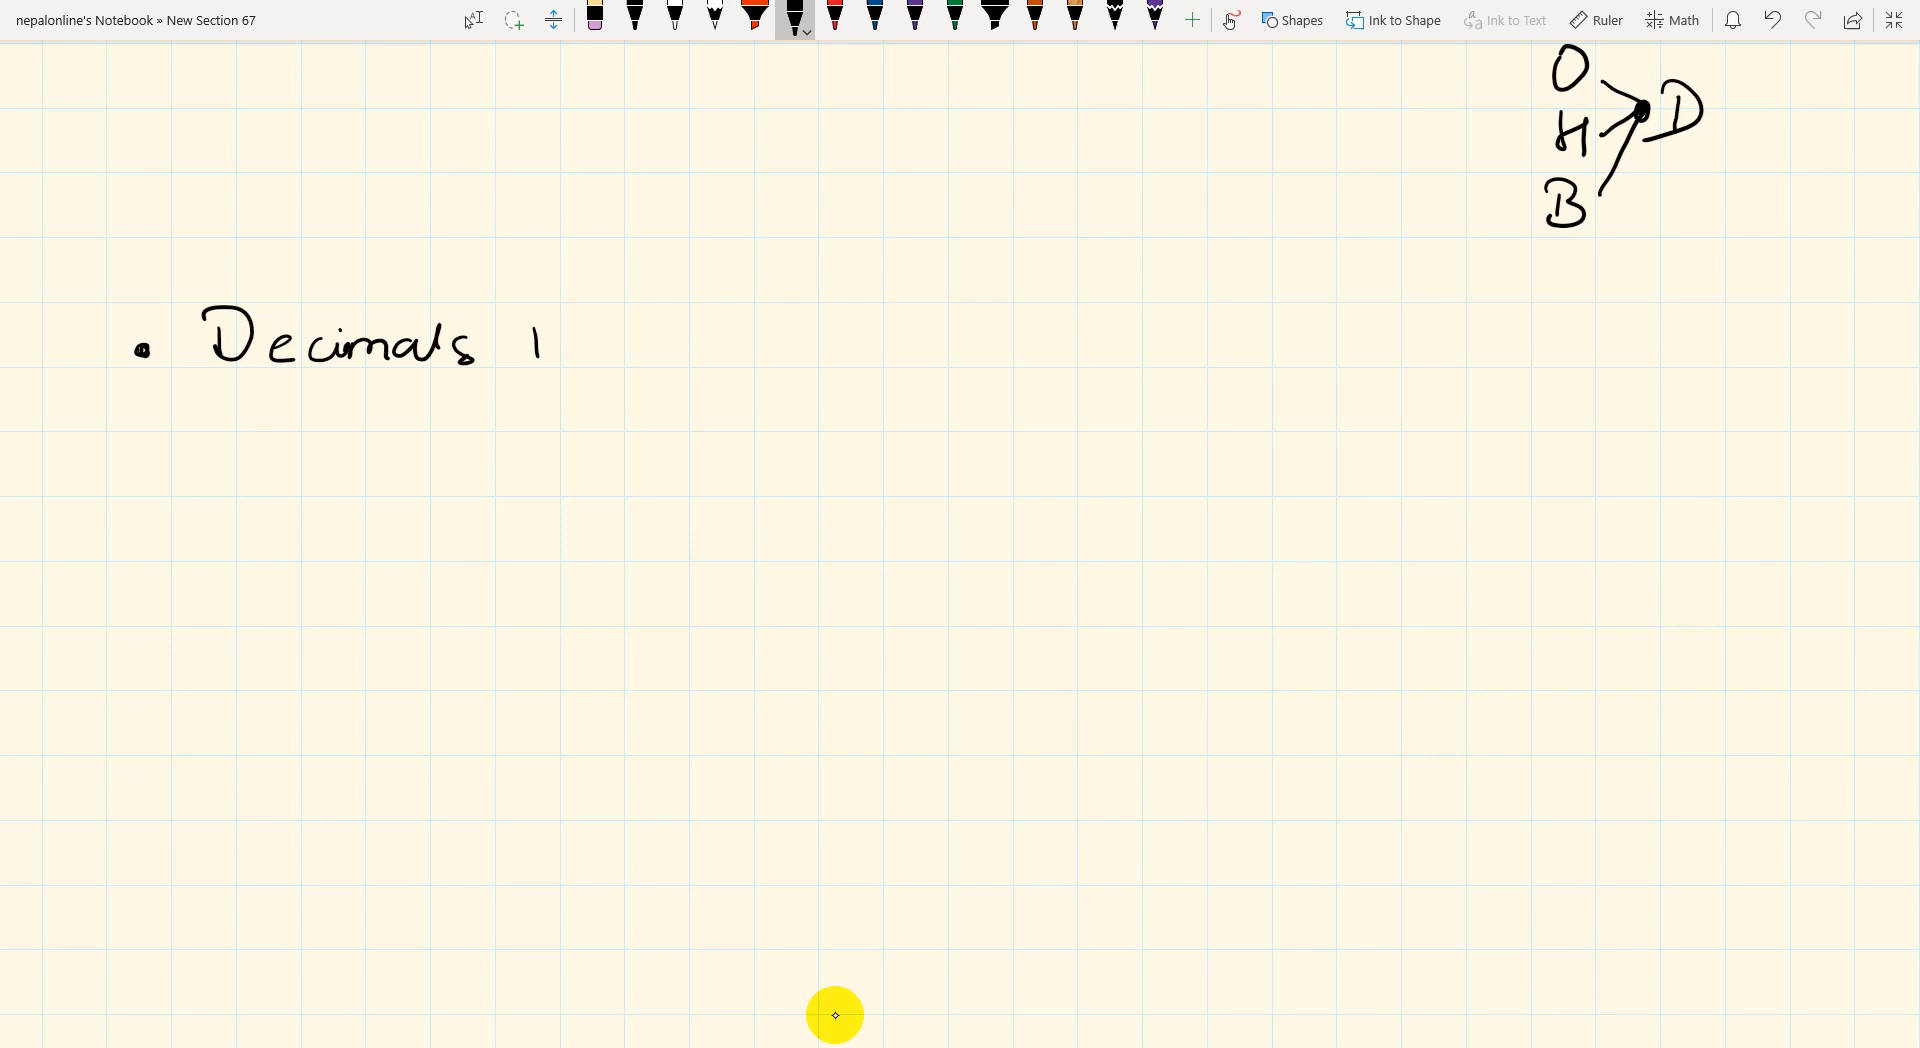 nepalonline's Notebook » New Section 67
Shapes
Ink to Shape
Ink to Text
Ruler
Math
O
H
D
B
• Decimals 1